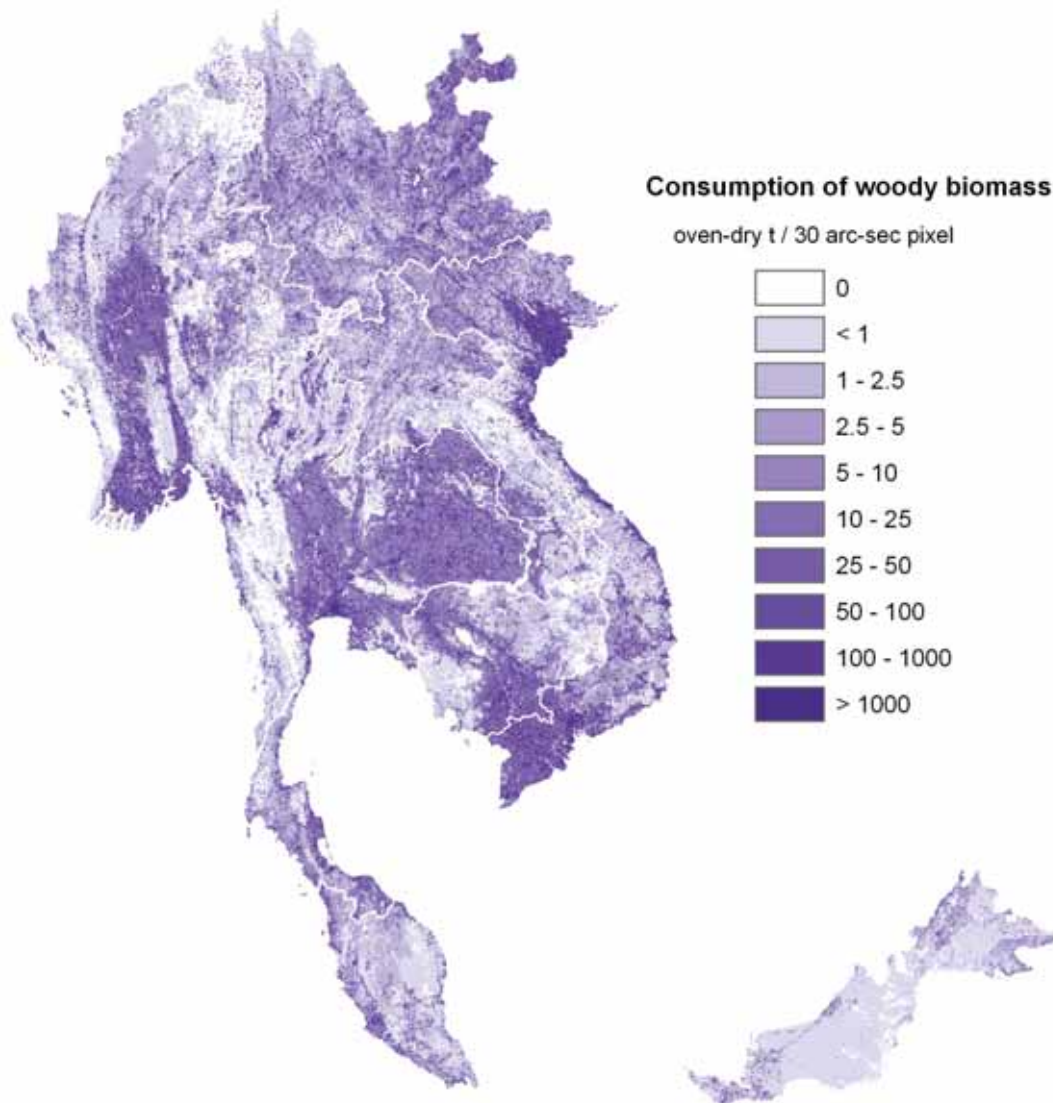 Consumption of woody biomass
oven-dry t / 30 arc-sec pixel
0
< 1
1 - 2.5
2.5 - 5
5 - 10
10 - 25
25 - 50
50 - 100
100 - 1000
> 1000